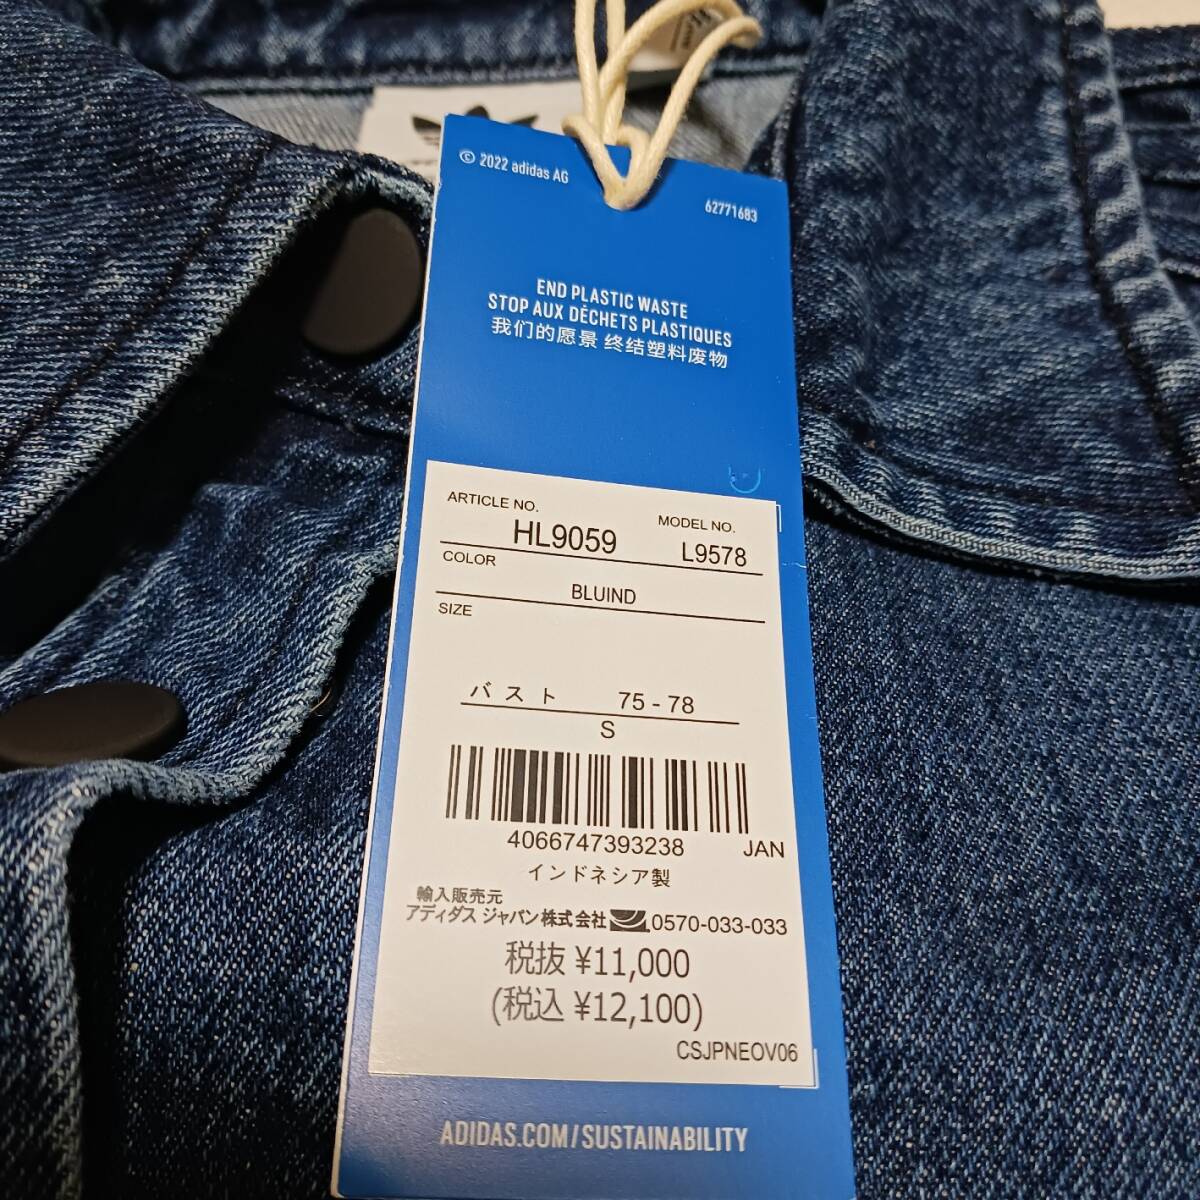 © 2022 adidas AG
62771683
END PLASTIC WASTE
STOP AUX DÉCHETS PLASTIQUES
我们的愿景 终结塑料废物
ARTICLE NO.
HL9059
MODEL NO.
L9578
COLOR
BLUIND
SIZE
バスト 75 - 78
S
4066747393238 JAN
インドネシア製
輸入販売元
アディダス ジャパン株式会社 0570-033-033
税抜 ¥11,000
(税込 ¥12,100)
CSJPNEOV06
ADIDAS.COM/SUSTAINABILITY